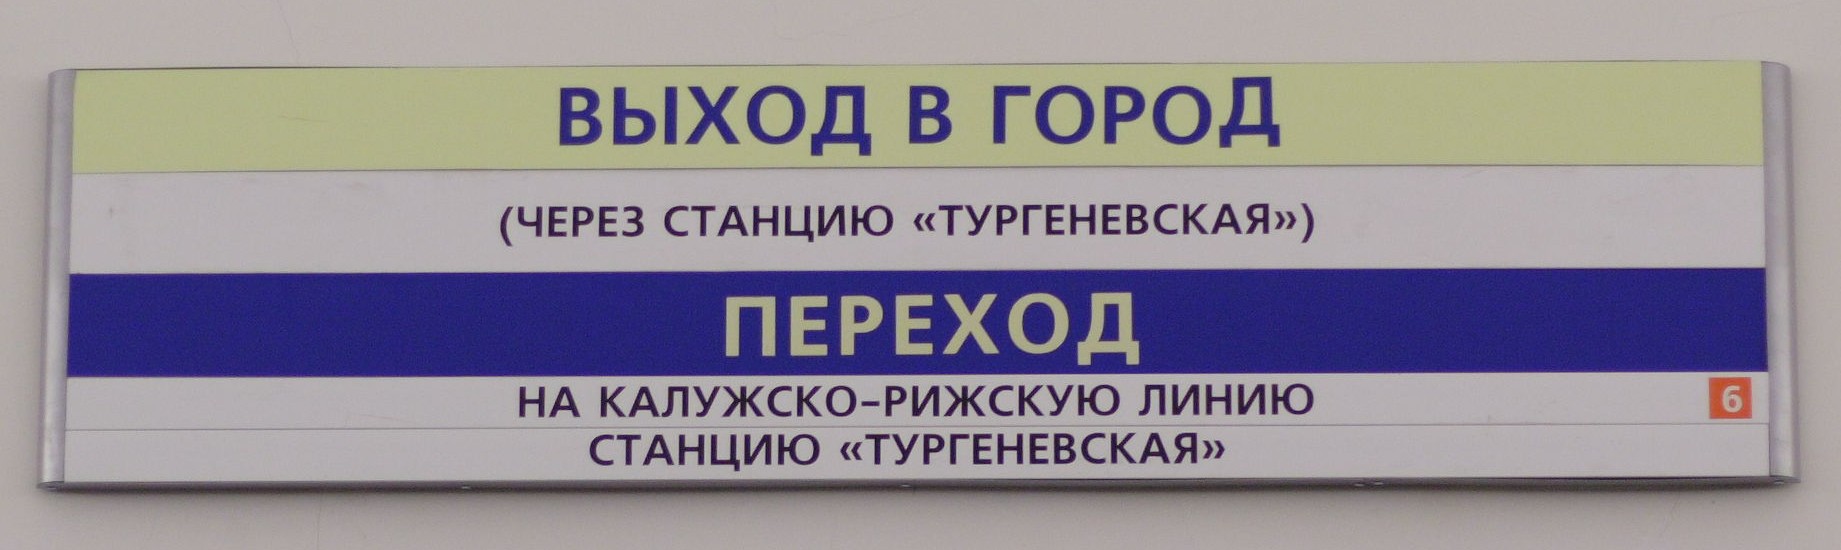 ВЫХОД В ГОРОД
(ЧЕРЕЗ СТАНЦИЮ «ТУРГЕНЕВСКАЯ»)
ПЕРЕХОД
НА КАЛУЖСКО-РИЖСКУЮ ЛИНИЮ 6
СТАНЦИЮ «ТУРГЕНЕВСКАЯ»